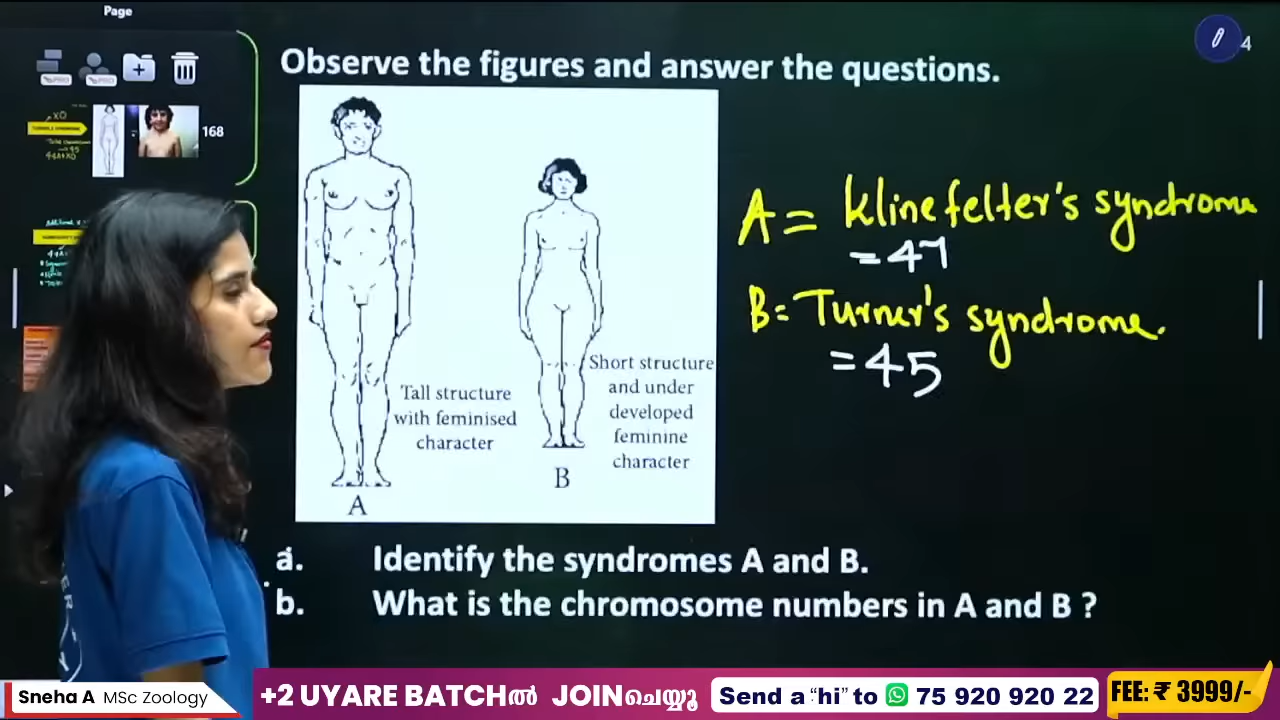 Page
4
Observe the figures and answer the questions.
168
A = Klinefelter's syndrome
= 47
B= Turner's syndrome.
= 45
Tall structure
with feminised
character
A
Short structure
and under
developed
feminine
character
B
a. Identify the syndromes A and B.
b. What is the chromosome numbers in A and B ?
Sneha A MSc Zoology
+2 UYARE BATCHൽ JOINചെയ്യൂ
Send a “hi” to 75 920 920 22
FEE: ₹ 3999/-